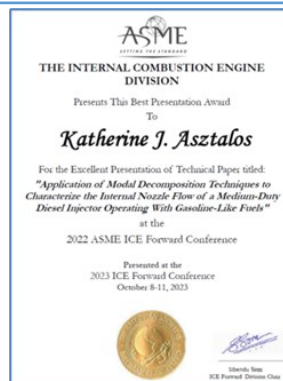 ASME
SETTING THE STANDARD
THE INTERNAL COMBUSTION ENGINE
DIVISION
Presents This Best Presentation Award
To
Katherine J. Asztalos
For the Excellent Presentation of Technical Paper titled:
"Application of Modal Decomposition Techniques to
Characterize the Internal Nozzle Flow of a Medium-Duty
Diesel Injector Operating With Gasoline-Like Fuels"
at the
2022 ASME ICE Forward Conference
Presented at the
2023 ICE Forward Conference
October 8-11, 2023
Sibendu Som
ICE Forward Division Chair